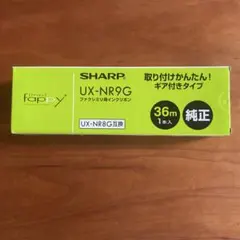 SHARP
UX-NR9G
ファクシミリ用インクリボン
fappy
UX-NR8G互換
取り付けかんたん!
ギア付きタイプ
36m
1本入
純正